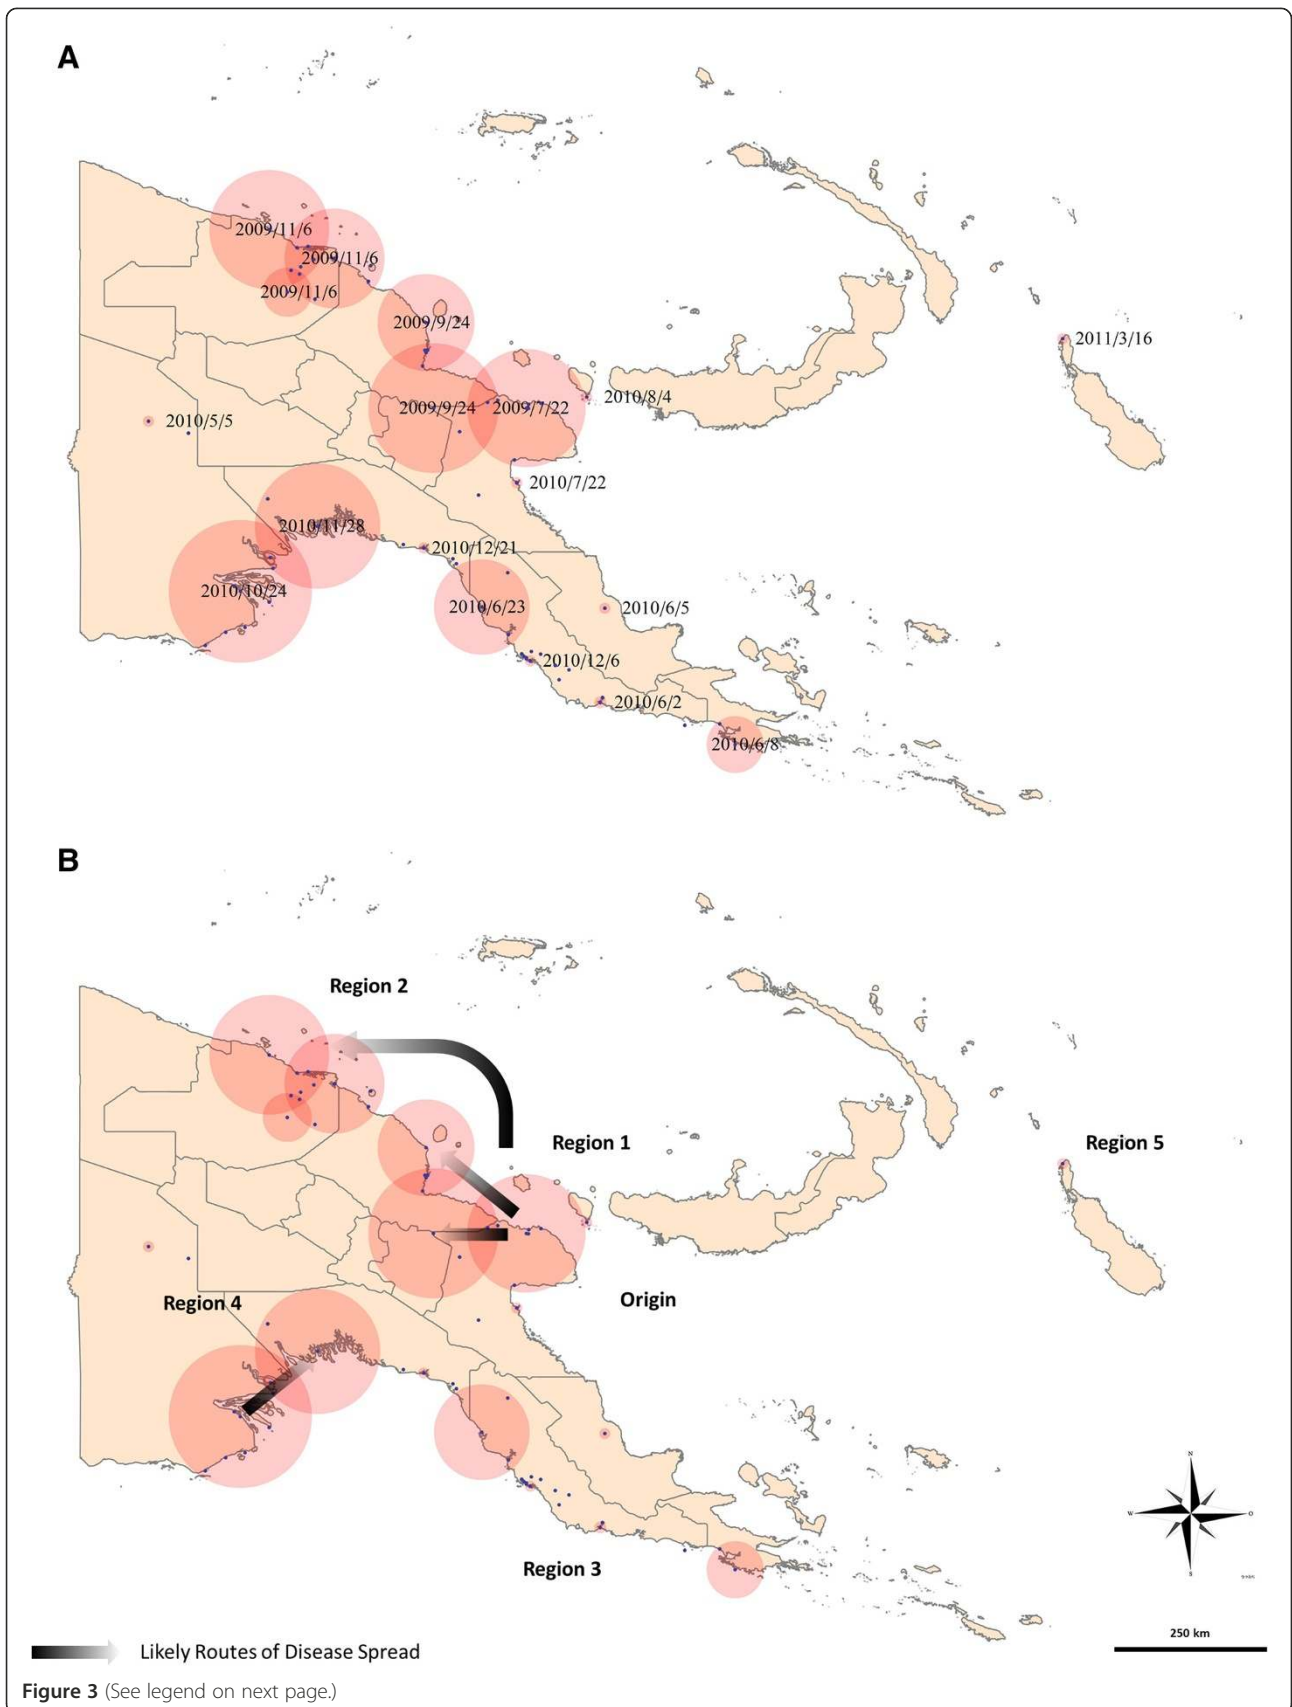 A
2009/11/6
2009/11/6
2009/11/6
2009/9/24
2011/3/16
2010/8/4
2009/9/24
2009/7/22
2010/5/5
2010/7/22
2010/11/28
2010/12/21
2010/10/24
2010/6/23
2010/6/5
2010/12/6
2010/6/2
2010/6/8
B
Region 2
Region 1
Region 5
Origin
Region 4
Region 3
N
W
O
S
250 km
Likely Routes of Disease Spread
Figure 3 (See legend on next page.)